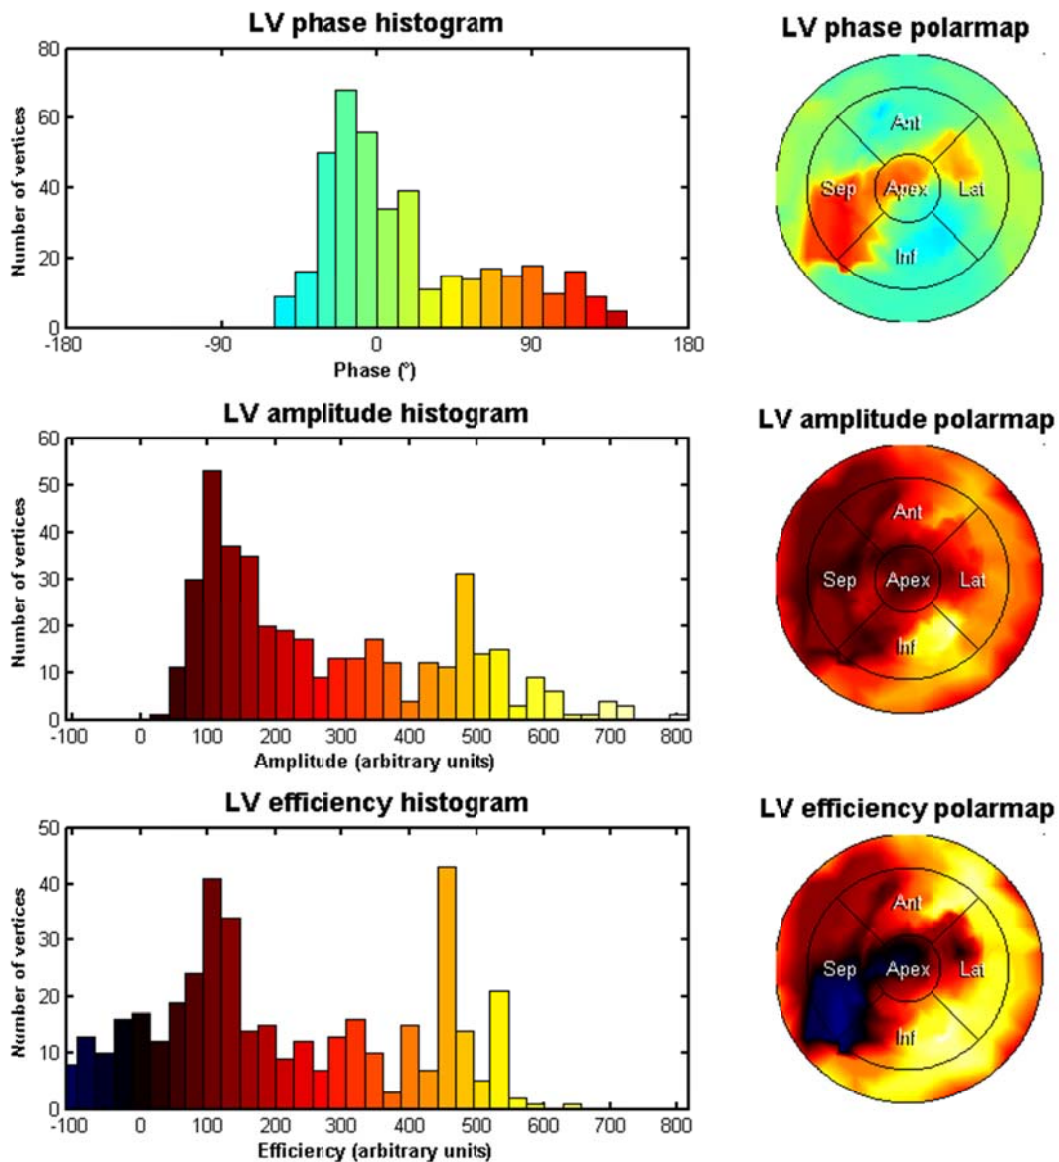 LV phase histogram
LV phase polarmap
80
60
40
20
0
Number of vertices
-180
-90
0
90
180
Phase (°)
Ant
Sep
Apex
Lat
Inf
LV amplitude histogram
LV amplitude polarmap
60
50
40
30
20
10
0
Number of vertices
-100
0
100
200
300
400
500
600
700
800
Amplitude (arbitrary units)
Ant
Sep
Apex
Lat
Inf
LV efficiency histogram
LV efficiency polarmap
50
40
30
20
10
0
Number of vertices
-100
0
100
200
300
400
500
600
700
800
Efficiency (arbitrary units)
Ant
Sep
Apex
Lat
Inf